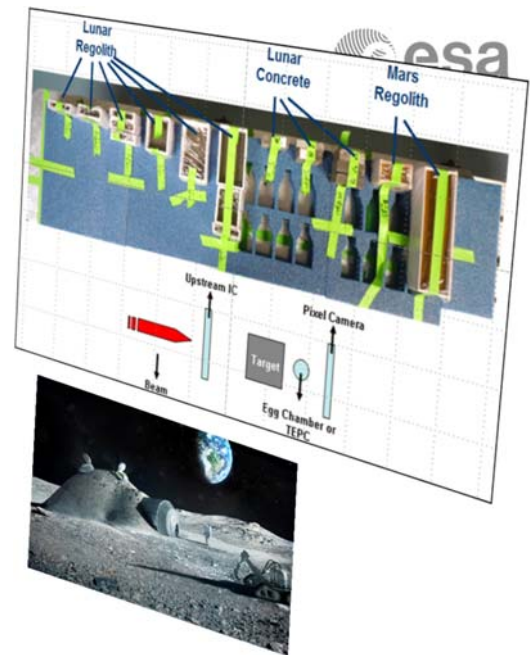 esa
Lunar
Regolith
Lunar
Concrete
Mars
Regolith
Upstream IC
Pixel Camera
Target
Beam
Egg Chamber or
TEPC